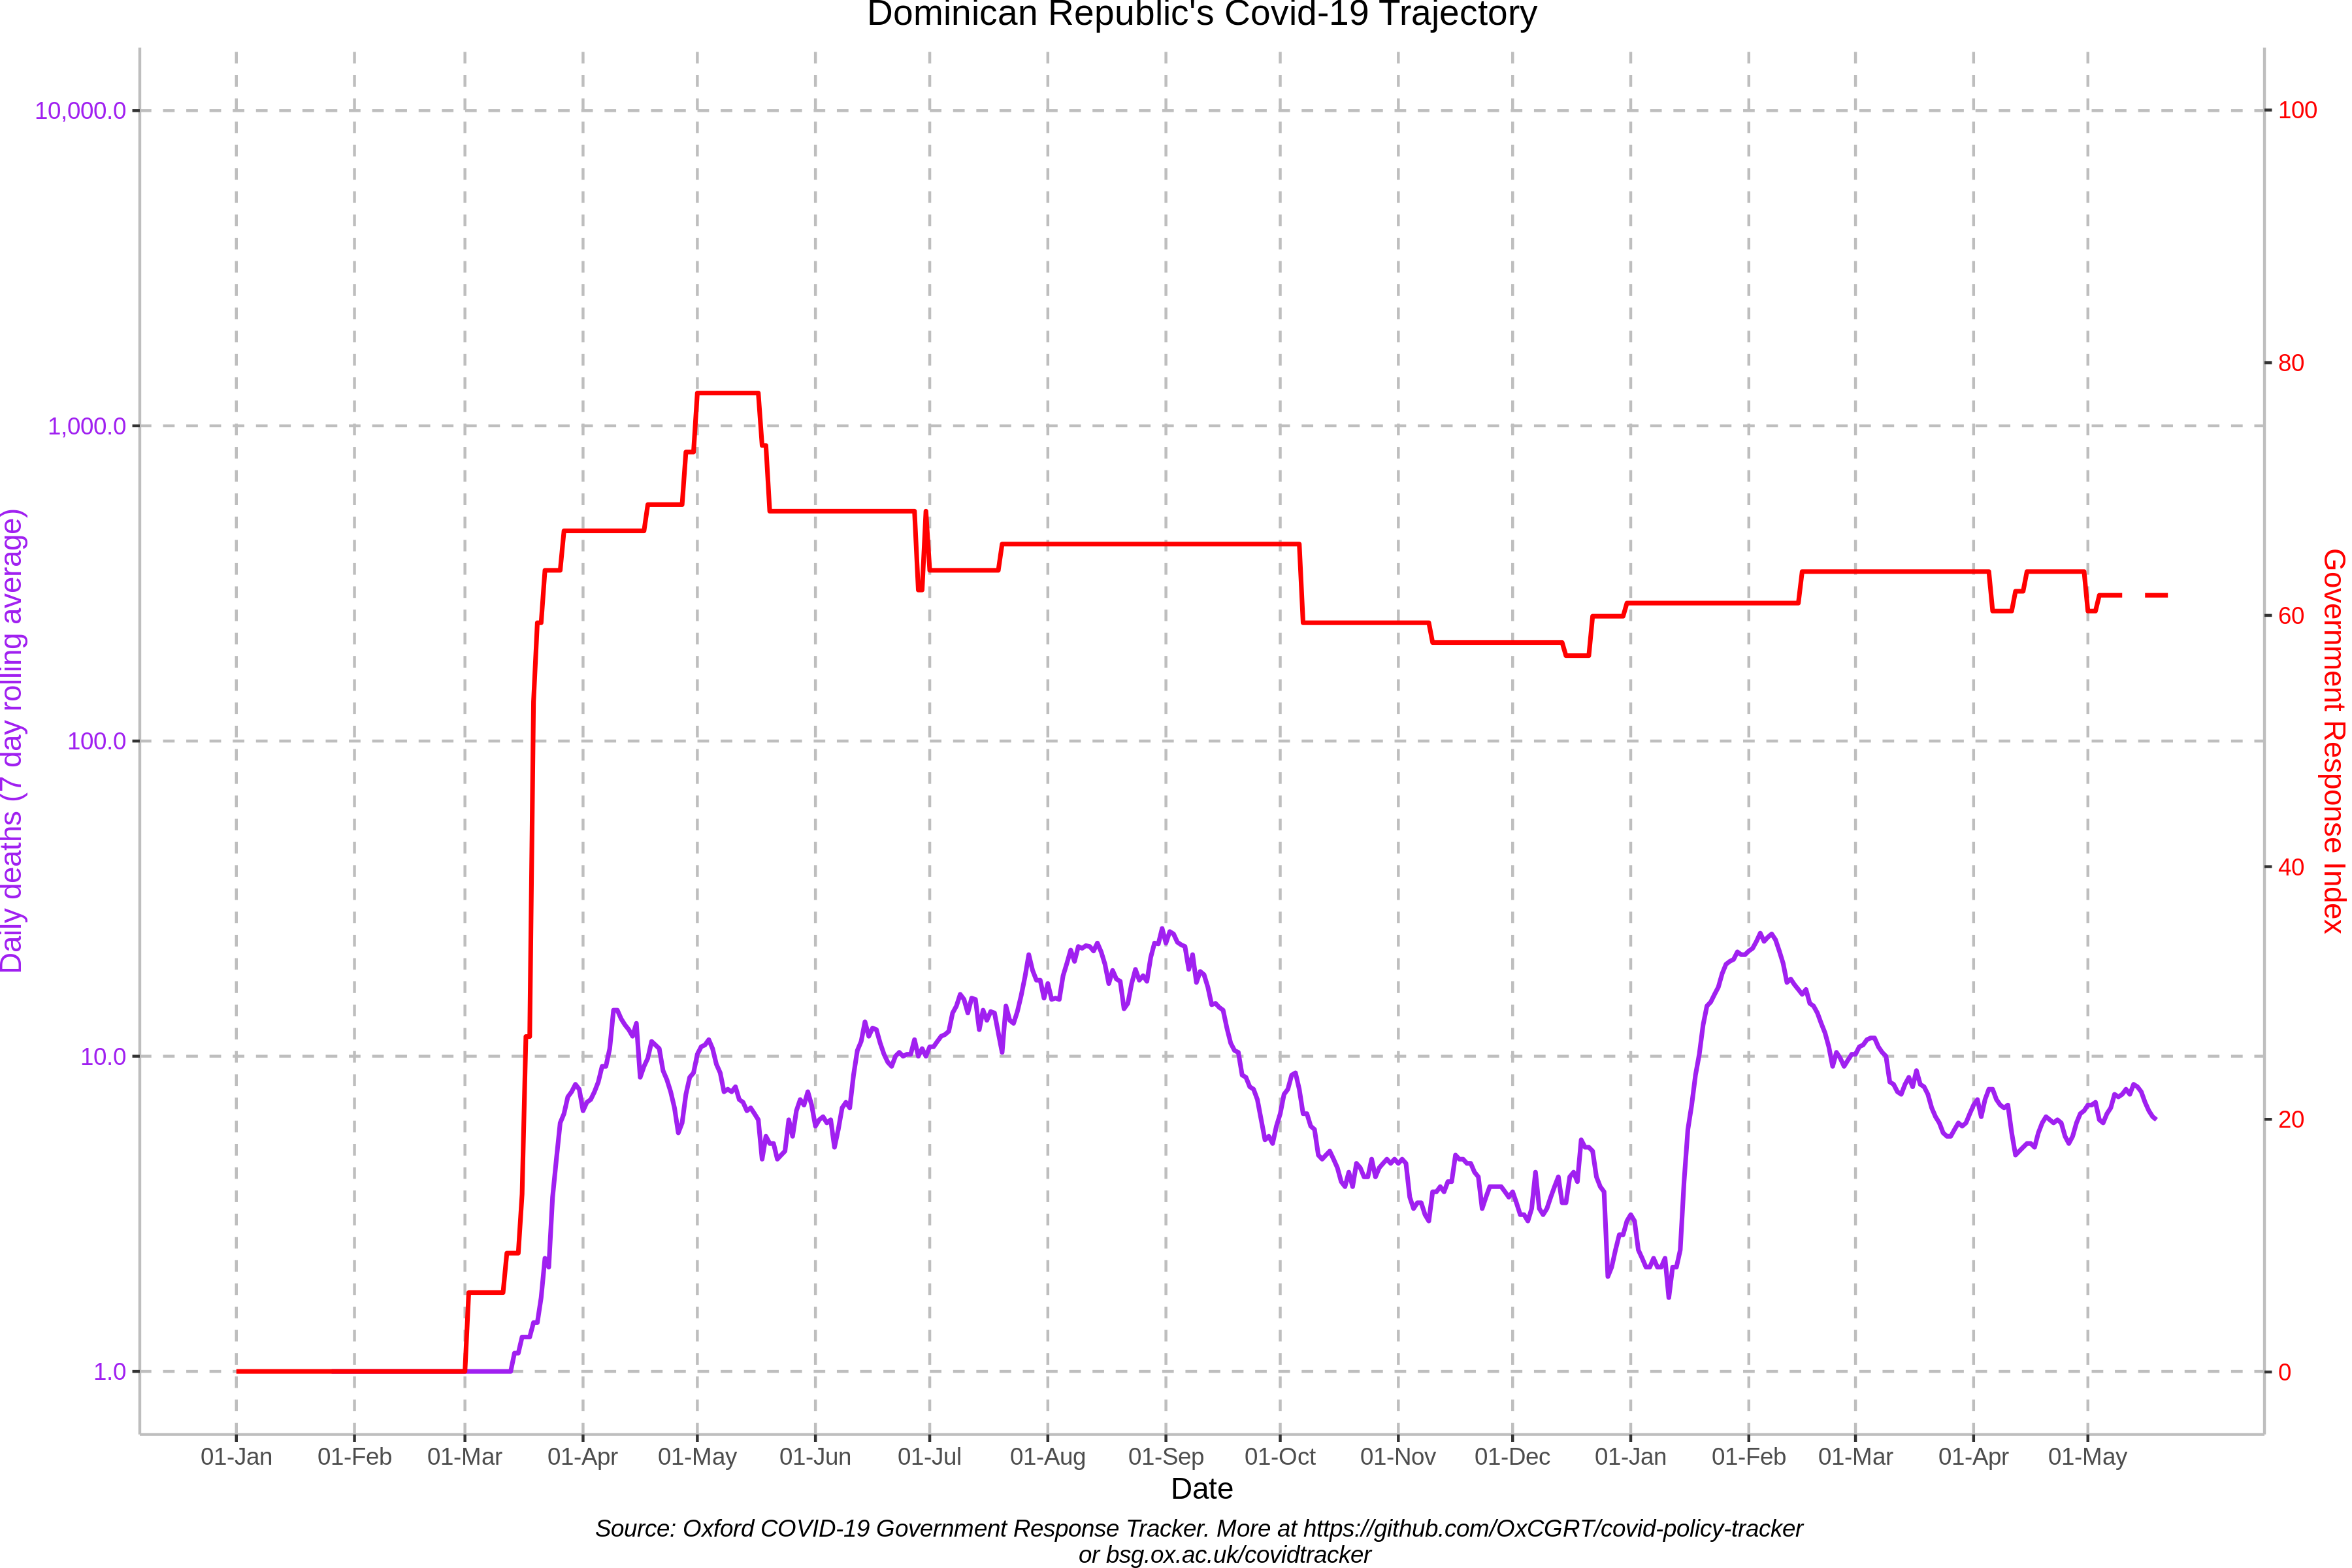 Dominican Republic's Covid-19 Trajectory
10,000.0
1,000.0
100.0
10.0
1.0
Daily deaths (7 day rolling average)
100
80
60
40
20
0
Government Response Index
01-Jan 01-Feb 01-Mar 01-Apr 01-May 01-Jun 01-Jul 01-Aug 01-Sep 01-Oct 01-Nov 01-Dec 01-Jan 01-Feb 01-Mar 01-Apr 01-May
Date
Source: Oxford COVID-19 Government Response Tracker. More at https://github.com/OxCGRT/covid-policy-tracker
or bsg.ox.ac.uk/covidtracker